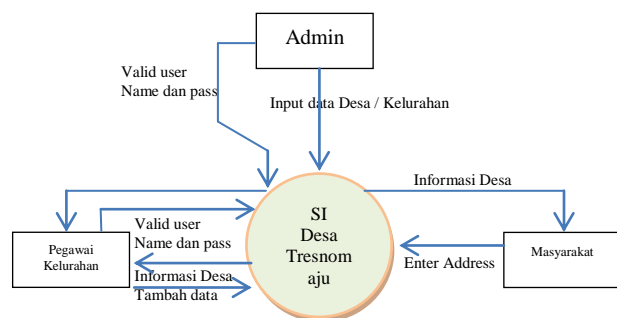 Admin
Valid user
Name dan pass
Input data Desa / Kelurahan
Informasi Desa
SI
Desa
Tresnom
aju
Valid user
Name dan pass
Pegawai
Kelurahan
Informasi Desa
Tambah data
Enter Address
Masyarakat